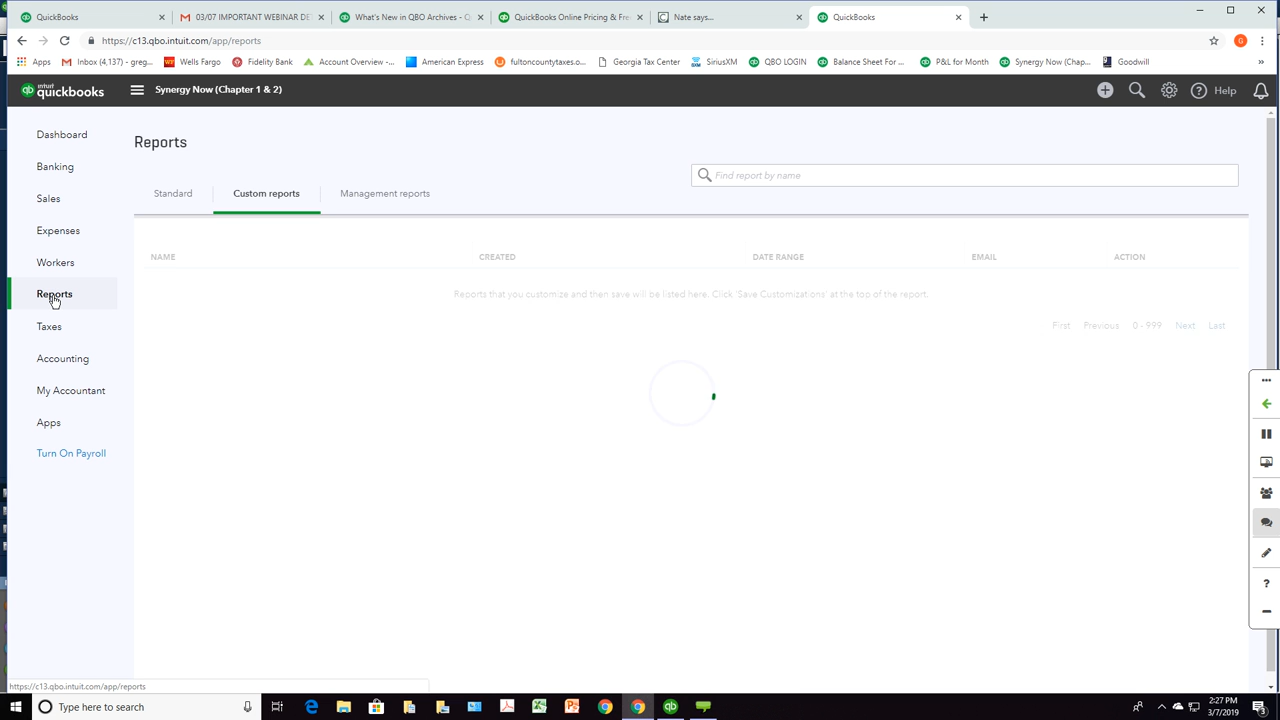 QuickBooks
03/07 IMPORTANT WEBINAR DE
What's New in QBO Archives - Q
QuickBooks Online Pricing & Fre
Nate says...
QuickBooks
https://c13.qbo.intuit.com/app/reports
Apps
Inbox (4,137) - greg...
Wells Fargo
Fidelity Bank
Account Overview -...
American Express
fultoncountytaxes.o...
Georgia Tax Center
SiriusXM
QBO LOGIN
Balance Sheet For ...
P&L for Month
Synergy Now (Chap...
Goodwill
»
intuit quickbooks
Synergy Now (Chapter 1 & 2)
Help
Dashboard
Banking
Sales
Expenses
Workers
Reports
Taxes
Accounting
My Accountant
Apps
Turn On Payroll
Reports
Find report by name
Standard
Custom reports
Management reports
NAME
CREATED
DATE RANGE
EMAIL
ACTION
Reports that you customize and then save will be listed here. Click 'Save Customizations' at the top of the report.
First Previous 0 - 999 Next Last
https://c13.qbo.intuit.com/app/reports
Type here to search
2:27 PM
3/7/2019